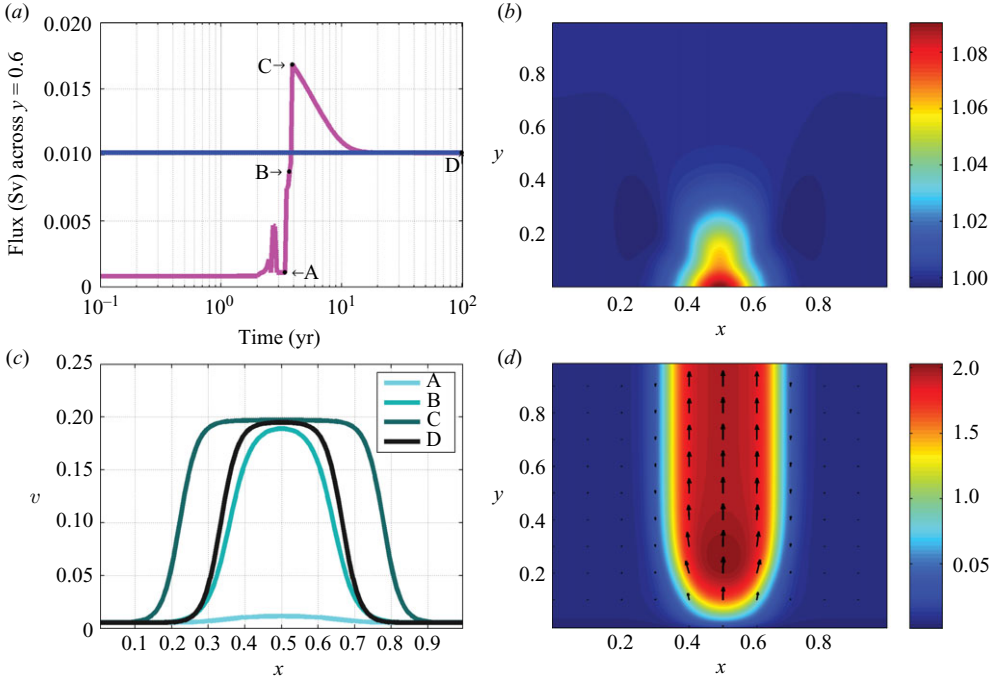 (a)
0.020
0.015
0.010
0.005
0
Flux (Sv) across y = 0.6
C→
B→
←A
D
10⁻¹ 10⁰ 10¹ 10²
Time (yr)
(b)
0.8
0.6
y
0.4
0.2
0
0.2 0.4 0.6 0.8
x
1.08
1.06
1.04
1.02
1.00
(c)
0.25
0.20
0.15
v
0.10
0.05
0
A
B
C
D
0.1 0.2 0.3 0.4 0.5 0.6 0.7 0.8 0.9
x
(d)
0.8
0.6
y
0.4
0.2
0.2 0.4 0.6 0.8
x
2.0
1.5
1.0
0.05